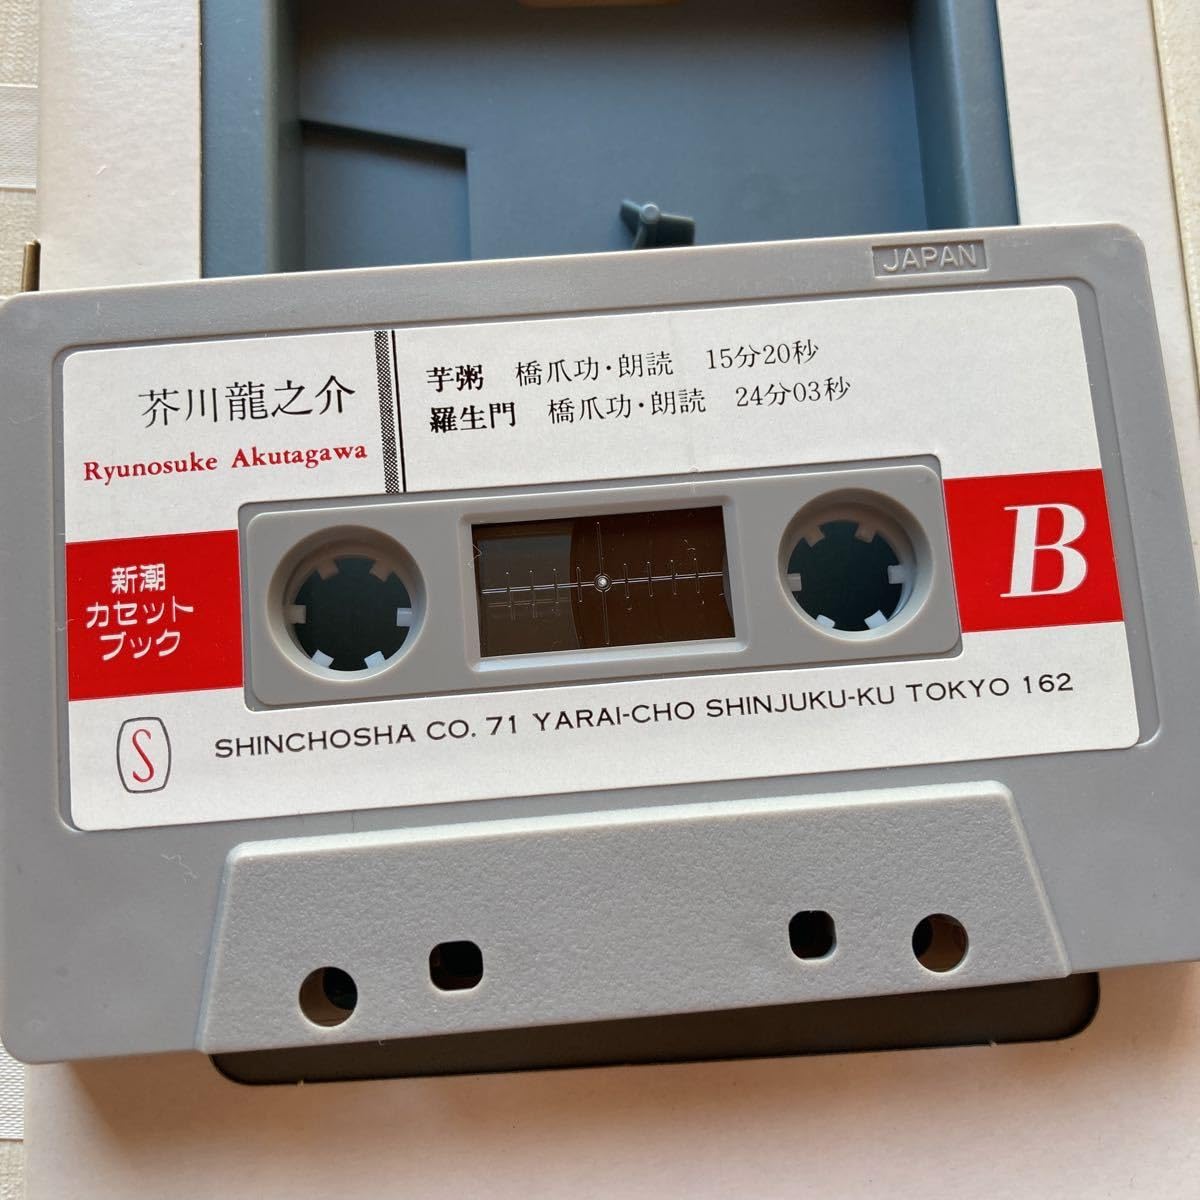 JAPAN
芥川龍之介
Ryunosuke Akutagawa
芋粥 橋爪功・朗読 15分20秒
羅生門 橋爪功・朗読 24分03秒
新潮
カセット
ブック
B
S
SHINCHOSHA CO. 71 YARAI-CHO SHINJUKU-KU TOKYO 162